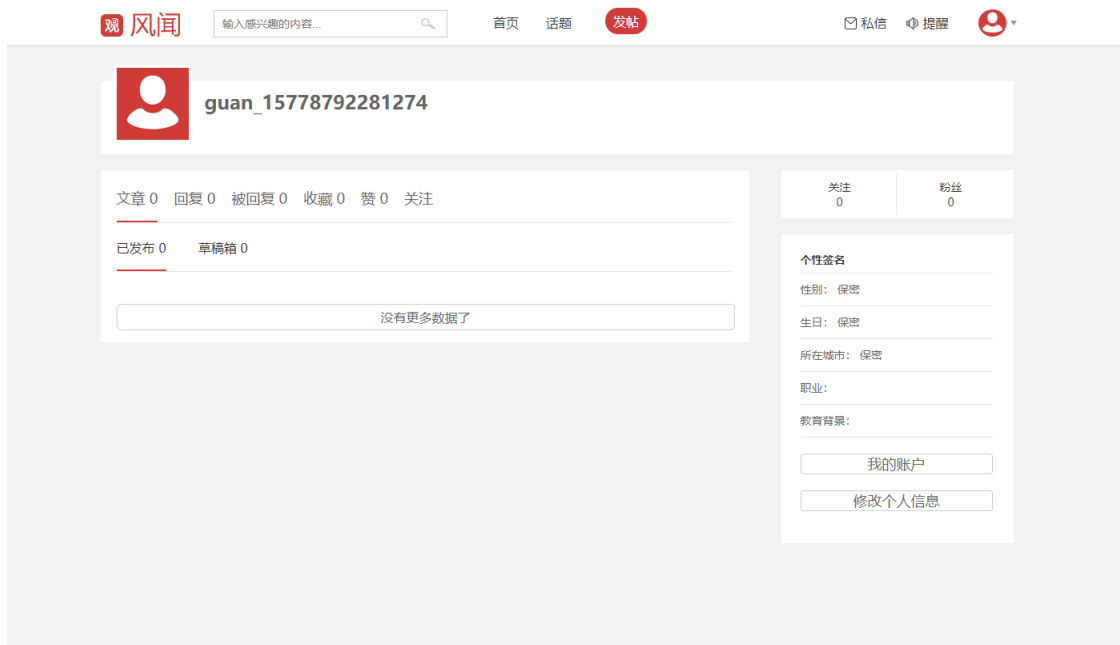 观 风闻 输入感兴趣的内容... 首页 话题 发帖 私信 提醒
guan_15778792281274
文章 0 回复 0 被回复 0 收藏 0 赞 0 关注
已发布 0 草稿箱 0
没有更多数据了
关注 粉丝
0 0
个性签名
性别： 保密
生日： 保密
所在城市： 保密
职业：
教育背景：
我的账户
修改个人信息